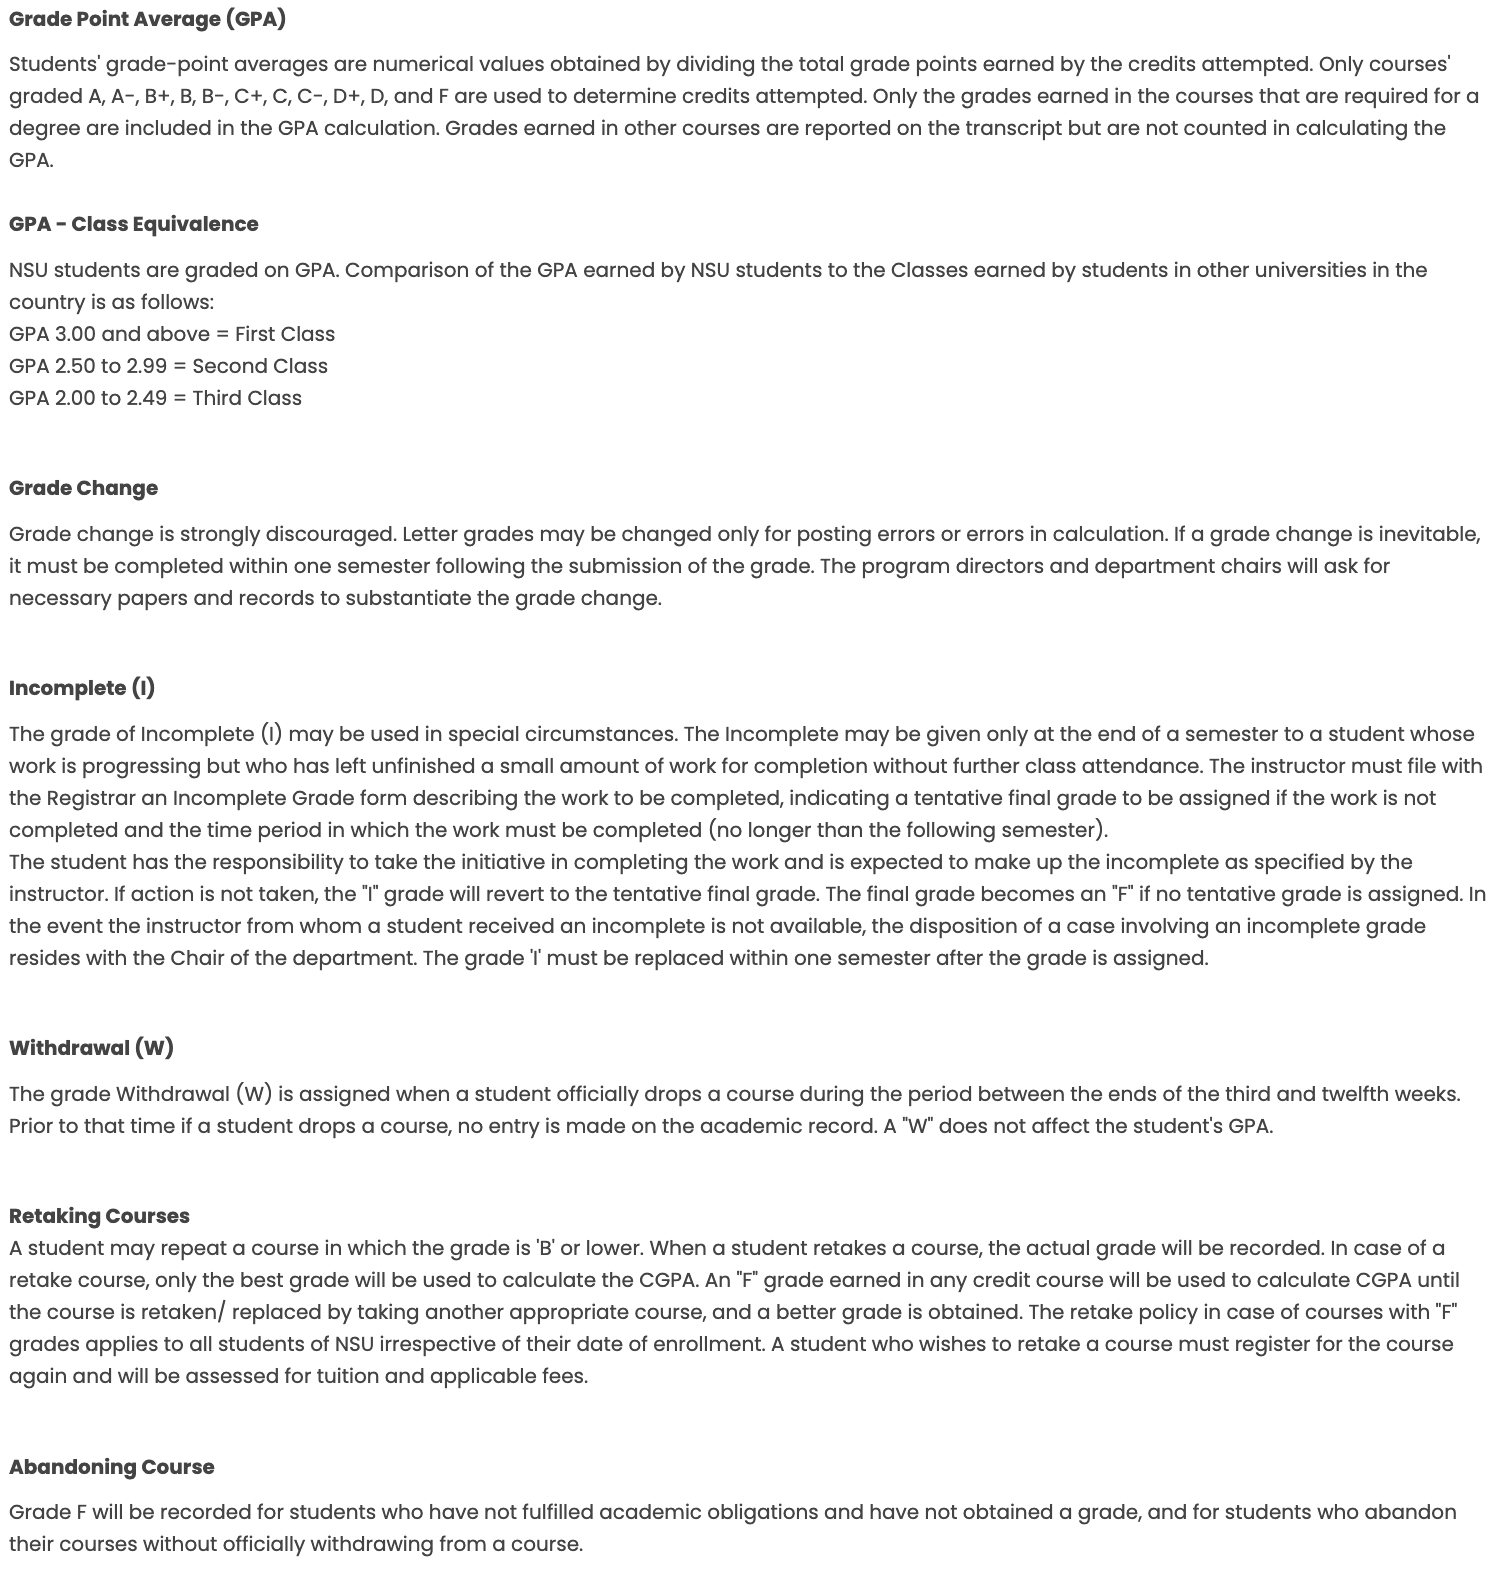 Grade Point Average (GPA)
Students' grade-point averages are numerical values obtained by dividing the total grade points earned by the credits attempted. Only courses'
graded A, A-, B+, B, B-, C+, C, C-, D+, D, and F are used to determine credits attempted. Only the grades earned in the courses that are required for a
degree are included in the GPA calculation. Grades earned in other courses are reported on the transcript but are not counted in calculating the
GPA.
GPA - Class Equivalence
NSU students are graded on GPA. Comparison of the GPA earned by NSU students to the Classes earned by students in other universities in the
country is as follows:
GPA 3.00 and above = First Class
GPA 2.50 to 2.99 = Second Class
GPA 2.00 to 2.49 = Third Class
Grade Change
Grade change is strongly discouraged. Letter grades may be changed only for posting errors or errors in calculation. If a grade change is inevitable,
it must be completed within one semester following the submission of the grade. The program directors and department chairs will ask for
necessary papers and records to substantiate the grade change.
Incomplete (I)
The grade of Incomplete (I) may be used in special circumstances. The Incomplete may be given only at the end of a semester to a student whose
work is progressing but who has left unfinished a small amount of work for completion without further class attendance. The instructor must file with
the Registrar an Incomplete Grade form describing the work to be completed, indicating a tentative final grade to be assigned if the work is not
completed and the time period in which the work must be completed (no longer than the following semester).
The student has the responsibility to take the initiative in completing the work and is expected to make up the incomplete as specified by the
instructor. If action is not taken, the "I" grade will revert to the tentative final grade. The final grade becomes an "F" if no tentative grade is assigned. In
the event the instructor from whom a student received an incomplete is not available, the disposition of a case involving an incomplete grade
resides with the Chair of the department. The grade 'I' must be replaced within one semester after the grade is assigned.
Withdrawal (W)
The grade Withdrawal (W) is assigned when a student officially drops a course during the period between the ends of the third and twelfth weeks.
Prior to that time if a student drops a course, no entry is made on the academic record. A "W" does not affect the student's GPA.
Retaking Courses
A student may repeat a course in which the grade is 'B' or lower. When a student retakes a course, the actual grade will be recorded. In case of a
retake course, only the best grade will be used to calculate the CGPA. An "F" grade earned in any credit course will be used to calculate CGPA until
the course is retaken/ replaced by taking another appropriate course, and a better grade is obtained. The retake policy in case of courses with "F"
grades applies to all students of NSU irrespective of their date of enrollment. A student who wishes to retake a course must register for the course
again and will be assessed for tuition and applicable fees.
Abandoning Course
Grade F will be recorded for students who have not fulfilled academic obligations and have not obtained a grade, and for students who abandon
their courses without officially withdrawing from a course.